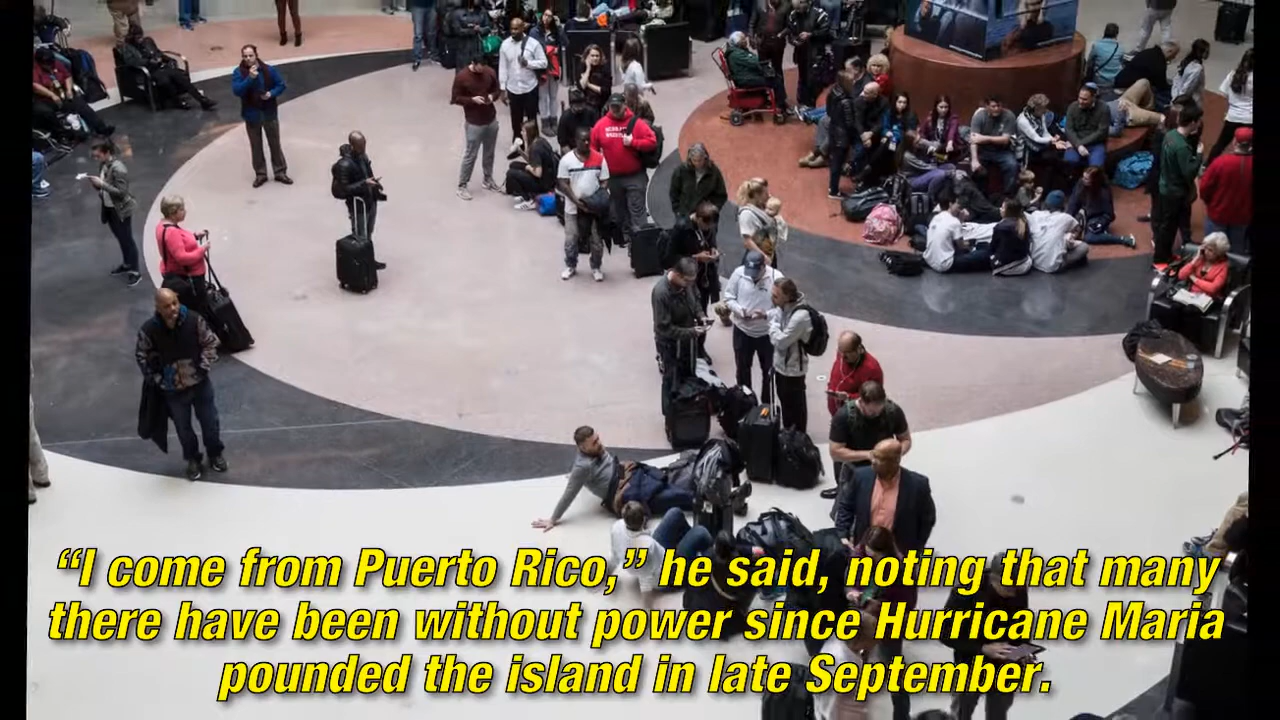 “I come from Puerto Rico,” he said, noting that many
there have been without power since Hurricane Maria
pounded the island in late September.